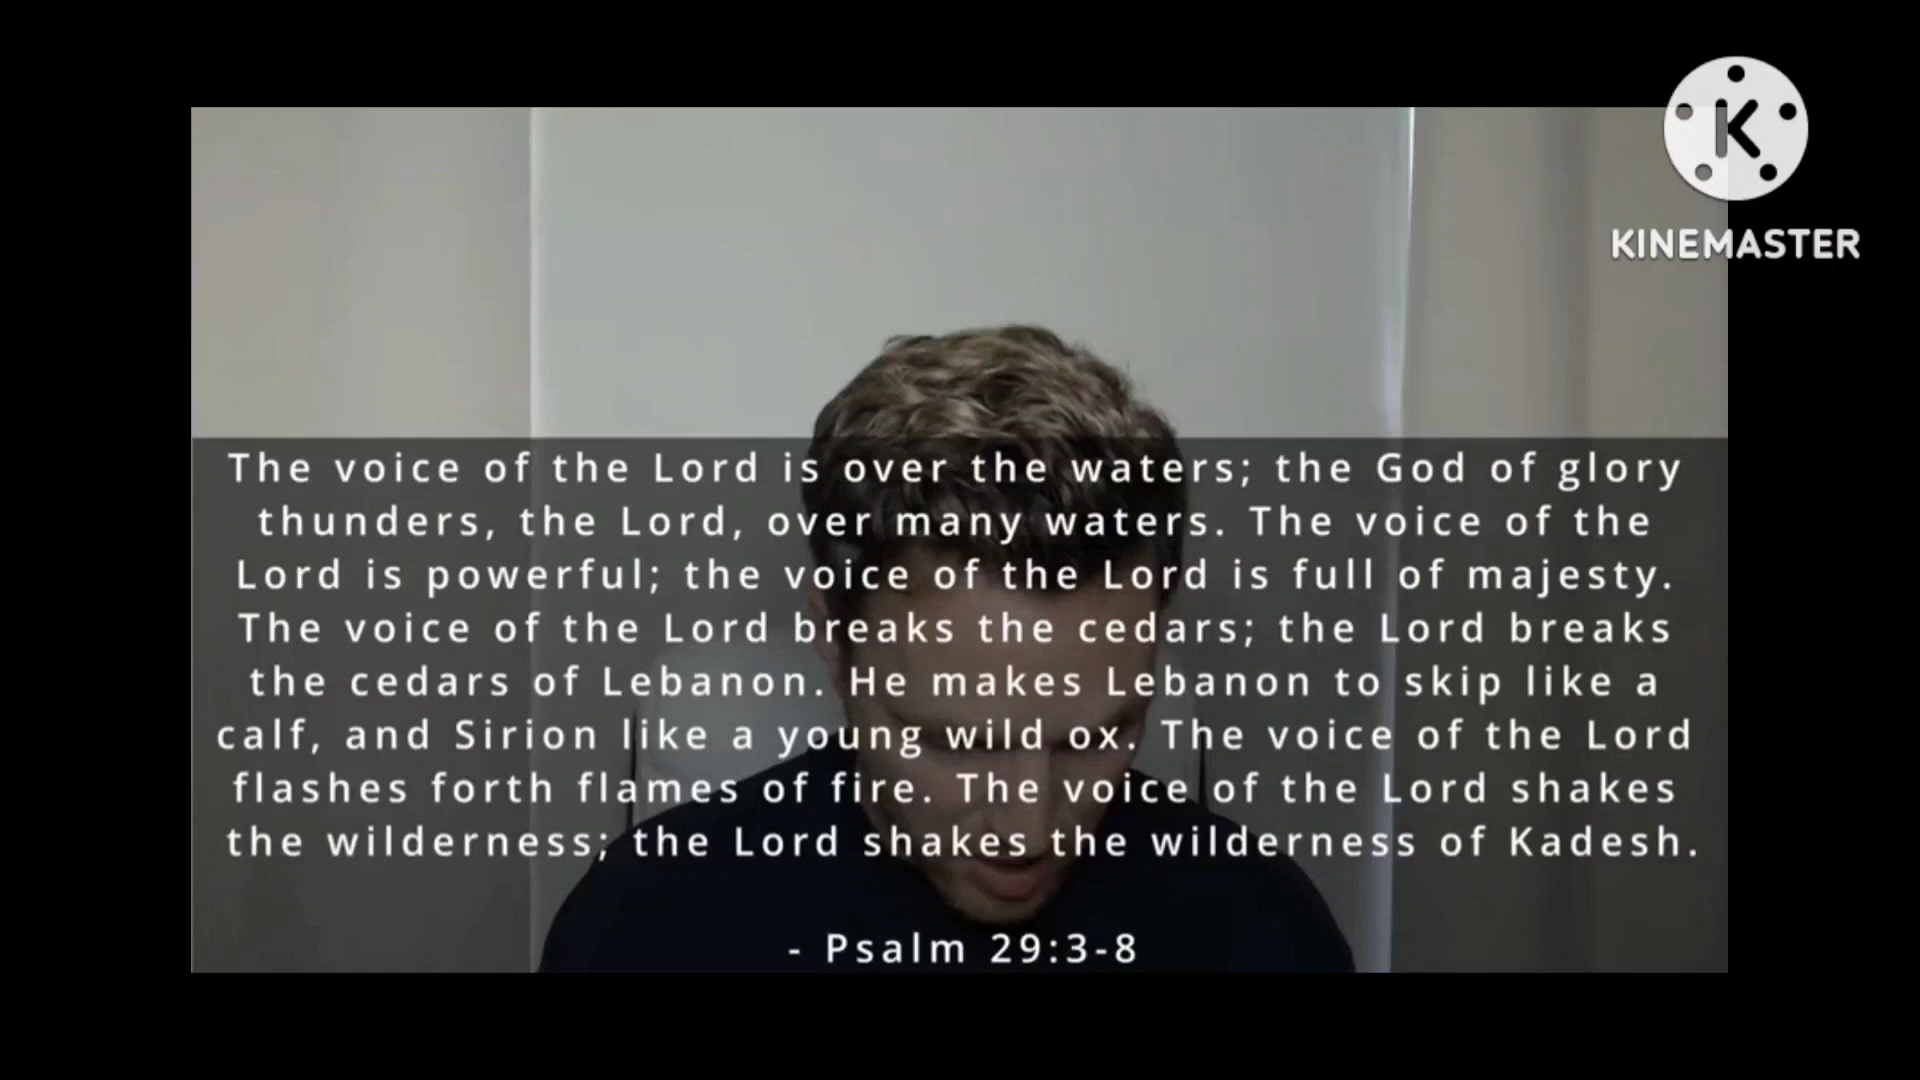 K
KINEMASTER
The voice of the Lord is over the waters; the God of glory
thunders, the Lord, over many waters. The voice of the
Lord is powerful; the voice of the Lord is full of majesty.
The voice of the Lord breaks the cedars; the Lord breaks
the cedars of Lebanon. He makes Lebanon to skip like a
calf, and Sirion like a young wild ox. The voice of the Lord
flashes forth flames of fire. The voice of the Lord shakes
the wilderness; the Lord shakes the wilderness of Kadesh.
- Psalm 29:3-8